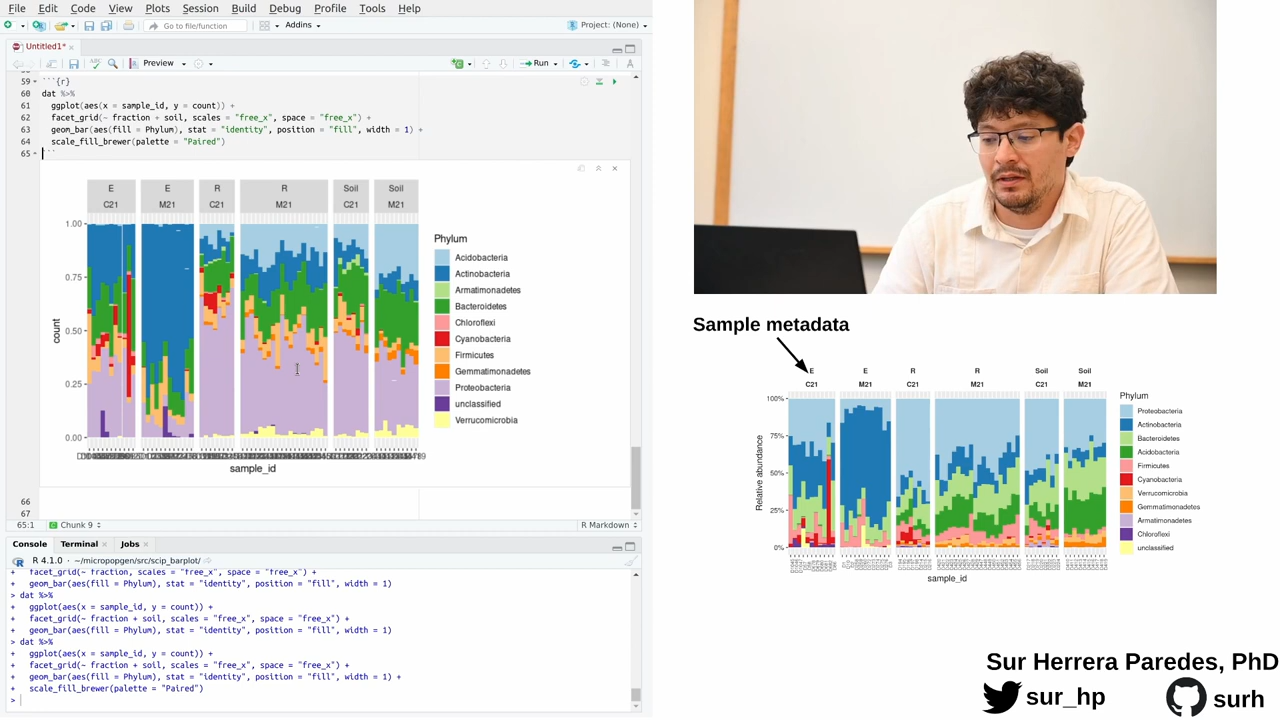 File Edit Code View Plots Session Build Debug Profile Tools Help
Go to file/function
Addins
Project: (None)
Untitled1*
Preview
Run
59 ```{r}
60 dat %>%
61 ggplot(aes(x = sample_id, y = count)) +
62 facet_grid(~ fraction + soil, scales = "free_x", space = "free_x") +
63 geom_bar(aes(fill = Phylum), stat = "identity", position = "fill", width = 1) +
64 scale_fill_brewer(palette = "Paired")
65 ```
E E R R Soil Soil
C21 M21 C21 M21 C21 M21
1.00
0.75
0.50
0.25
0.00
count
sample_id
Phylum
Acidobacteria
Actinobacteria
Armatimonadetes
Bacteroidetes
Chloroflexi
Cyanobacteria
Firmicutes
Gemmatimonadetes
Proteobacteria
unclassified
Verrucomicrobia
66
67
65:1
Chunk 9
R Markdown
Console Terminal Jobs
R 4.1.0 · ~/micropopgen/src/scip_barplot/
+ facet_grid(~ fraction + soil, scales = "free_x", space = "free_x") +
+ geom_bar(aes(fill = Phylum), stat = "identity", position = "fill", width = 1)
> dat %>%
+ ggplot(aes(x = sample_id, y = count)) +
+ facet_grid(~ fraction + soil, scales = "free_x", space = "free_x") +
+ geom_bar(aes(fill = Phylum), stat = "identity", position = "fill", width = 1)
> dat %>%
+ ggplot(aes(x = sample_id, y = count)) +
+ facet_grid(~ fraction + soil, scales = "free_x", space = "free_x") +
+ geom_bar(aes(fill = Phylum), stat = "identity", position = "fill", width = 1) +
+ scale_fill_brewer(palette = "Paired")
>
Sample metadata
E E R R Soil Soil
C21 M21 C21 M21 C21 M21
100%
75%
50%
25%
0%
Relative abundance
sample_id
Phylum
Proteobacteria
Actinobacteria
Bacteroidetes
Acidobacteria
Firmicutes
Cyanobacteria
Verrucomicrobia
Gemmatimonadetes
Armatimonadetes
Chloroflexi
unclassified
Sur Herrera Paredes, PhD
sur_hp surh